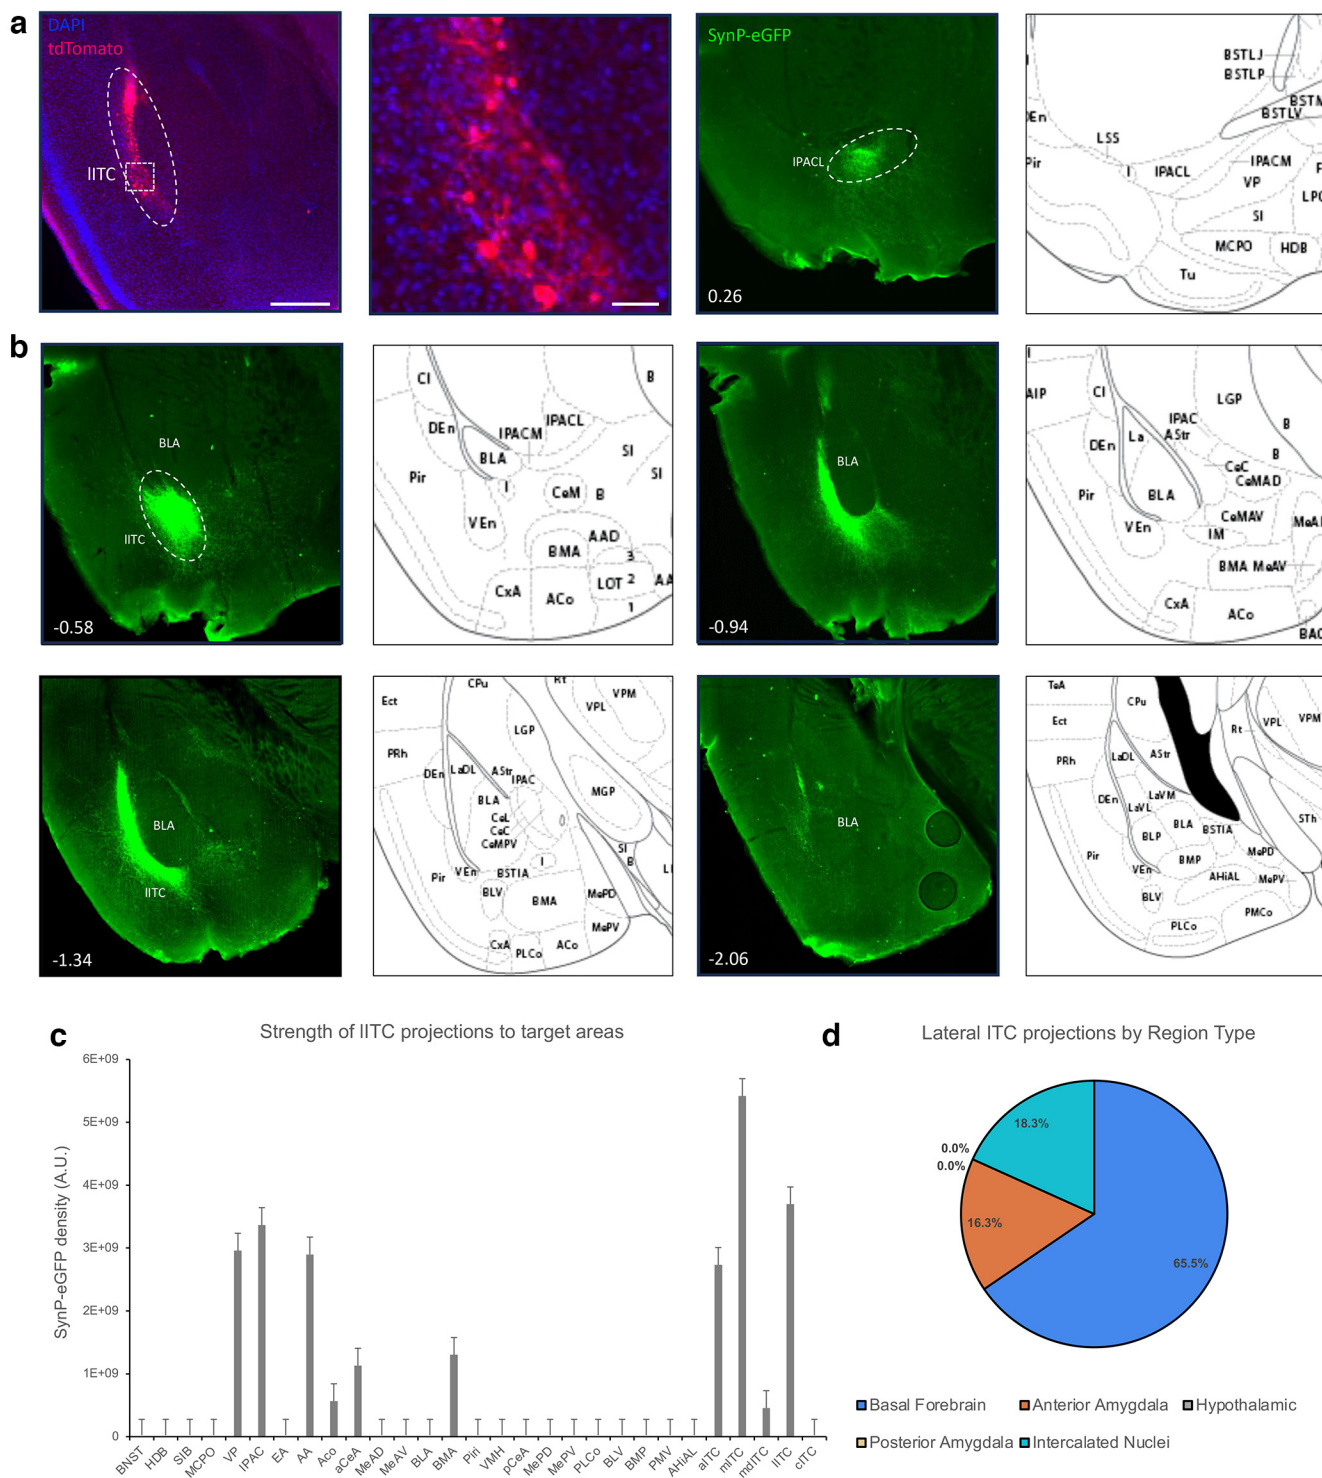 a
DAPI
tdTomato
lITC
SynP-eGFP
IPACL
0.26
BSTLJ
BSTLP
BSTM
BSTLV
DEn
LSS
Pir
I
IPACL
IPACM
VP
LPO
SI
MCPO
HDB
Tu
b
BLA
lITC
-0.58
Cl
B
DEn
IPACM
IPACL
BLA
SI
Pir
I
CeM
B
SI
VEn
AAD
BMA
3
LOT
2
AA
CxA
ACo
1
BLA
-0.94
AIP
Cl
LGP
DEn
La
IPAC
AStr
B
B
CeC
CeMAD
Pir
BLA
CeMAV
VEn
IM
BMA
MeAV
CxA
ACo
BAO
BLA
lITC
-1.34
CPu
Rt
Ect
VPM
VPL
LGP
PRh
DEn
LaDL
AStr
IPAC
BLA
MGP
CeL
CeC
CeMPV
SI
Pir
VEn
BSTIA
I
B
BLV
BMA
MePD
MePV
CxA
PLCo
ACo
BLA
-2.06
TeA
CPu
Ect
Rt
VPL
VPM
PRh
LaDL
AStr
DEn
LaVM
LaVL
BLA
BSTIA
STh
BLP
Pir
BMP
MePD
VEn
AHiAL
MePV
BLV
PLCo
PMCo
c
Strength of lITC projections to target areas
SynP-eGFP density (A.U.)
6E+09
5E+09
4E+09
3E+09
2E+09
1E+09
0
BNST
HDB
SIB
MCPO
VP
IPAC
EA
AA
Aco
aCeA
MeAD
MeAV
BLA
BMA
PirI
VMH
pCeA
MePD
MePV
PLCo
BLV
BMP
PMV
AHiAL
aITC
mITC
mdITC
lITC
cITC
d
Lateral ITC projections by Region Type
18.3%
0.0%
0.0%
16.3%
65.5%
Basal Forebrain
Anterior Amygdala
Hypothalamic
Posterior Amygdala
Intercalated Nuclei